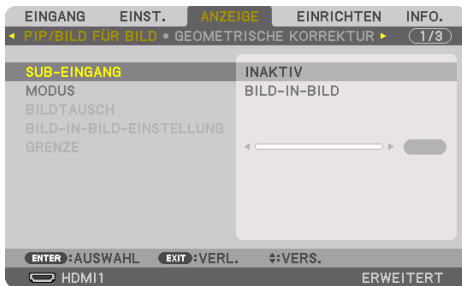 EINGANG EINST. ANZEIGE EINRICHTEN INFO.
PIP/BILD FÜR BILD • GEOMETRISCHE KORREKTUR 1/3
SUB-EINGANG INAKTIV
MODUS BILD-IN-BILD
BILDTAUSCH
BILD-IN-BILD-EINSTELLUNG
GRENZE
ENTER :AUSWAHL EXIT :VERL. :VERS.
HDMI1 ERWEITERT